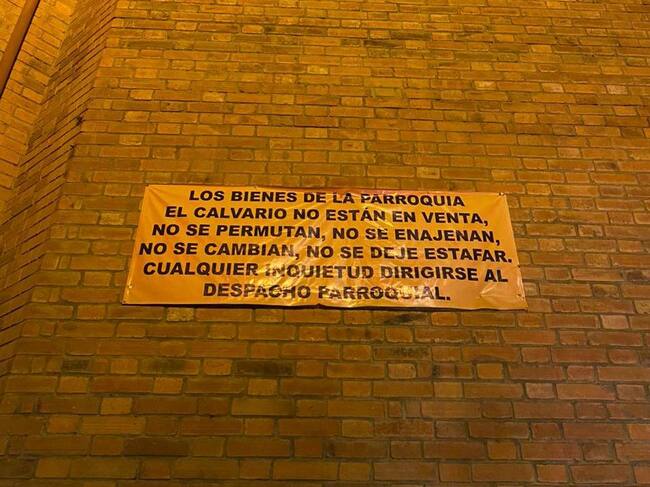 LOS BIENES DE LA PARROQUIA
EL CALVARIO NO ESTÁN EN VENTA,
NO SE PERMUTAN, NO SE ENAJENAN,
NO SE CAMBIAN, NO SE DEJE ESTAFAR.
CUALQUIER INQUIETUD DIRIGIRSE AL
DESPACHO PARROQUIAL.